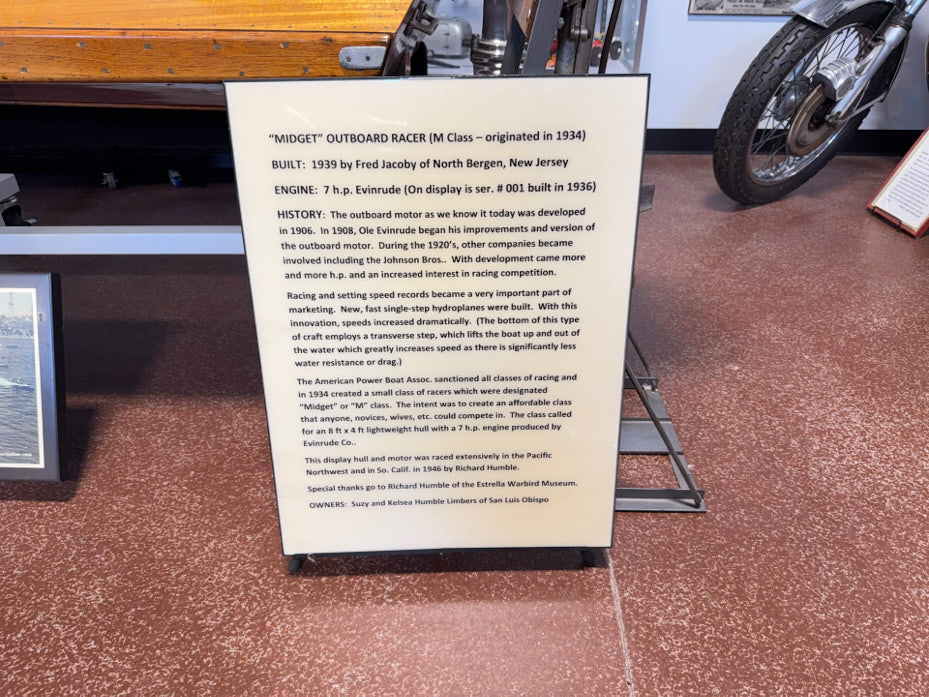 "MIDGET" OUTBOARD RACER (M Class – originated in 1934)
BUILT: 1939 by Fred Jacoby of North Bergen, New Jersey
ENGINE: 7 h.p. Evinrude (On display is ser. # 001 built in 1936)
HISTORY: The outboard motor as we know it today was developed
in 1906. In 1908, Ole Evinrude began his improvements and version of
the outboard motor. During the 1920's, other companies became
involved including the Johnson Bros.. With development came more
and more h.p. and an increased interest in racing competition.
Racing and setting speed records became a very important part of
marketing. New, fast single-step hydroplanes were built. With this
innovation, speeds increased dramatically. (The bottom of this type
of craft employs a transverse step, which lifts the boat up and out of
the water which greatly increases speed as there is significantly less
water resistance or drag.)
The American Power Boat Assoc. sanctioned all classes of racing and
in 1934 created a small class of racers which were designated
"Midget" or "M" class. The intent was to create an affordable class
that anyone, novices, wives, etc. could compete in. The class called
for an 8 ft x 4 ft lightweight hull with a 7 h.p. engine produced by
Evinrude Co..
This display hull and motor was raced extensively in the Pacific
Northwest and in So. Calif. in 1946 by Richard Humble.
Special thanks go to Richard Humble of the Estrella Warbird Museum.
OWNERS: Suzy and Kelsea Humble Limbers of San Luis Obispo